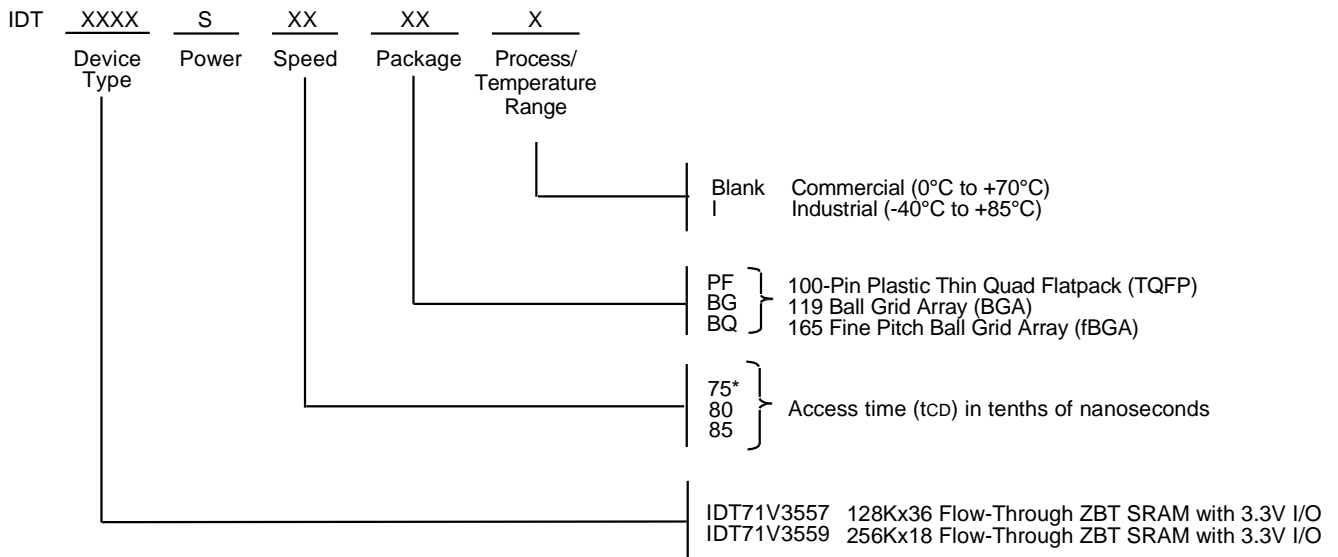 IDT XXXX S XX XX X
Device Type Power Speed Package Process/ Temperature Range
Blank Commercial (0°C to +70°C)
I Industrial (-40°C to +85°C)
PF 100-Pin Plastic Thin Quad Flatpack (TQFP)
BG 119 Ball Grid Array (BGA)
BQ 165 Fine Pitch Ball Grid Array (fBGA)
75*
80 Access time (tCD) in tenths of nanoseconds
85
IDT71V3557 128Kx36 Flow-Through ZBT SRAM with 3.3V I/O
IDT71V3559 256Kx18 Flow-Through ZBT SRAM with 3.3V I/O